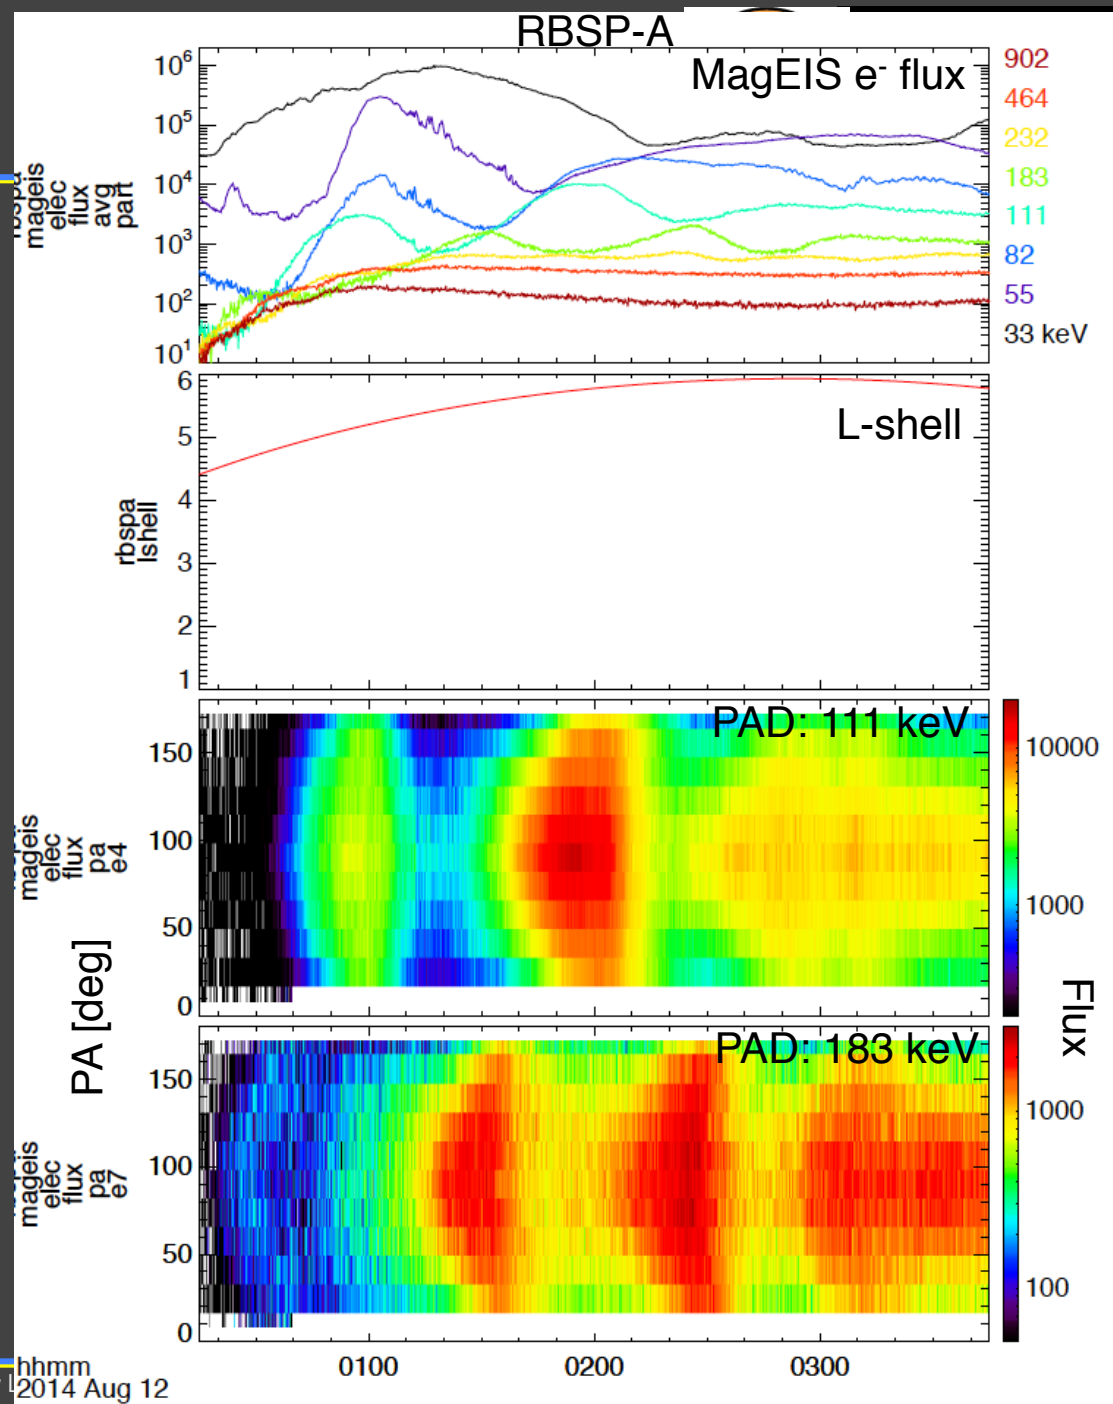 RBSP-A
MagEIS e⁻ flux
10⁶
10⁵
10⁴
10³
10²
10¹
mageis
elec
flux
avg
part
902
464
232
183
111
82
55
33 keV
L-shell
6
5
4
3
2
1
rbspa
lshell
PAD: 111 keV
150
100
50
0
mageis
elec
flux
pa
e4
10000
1000
PAD: 183 keV
150
100
50
0
mageis
elec
flux
pa
e7
1000
100
PA [deg]
Flux
0100
0200
0300
hhmm
2014 Aug 12